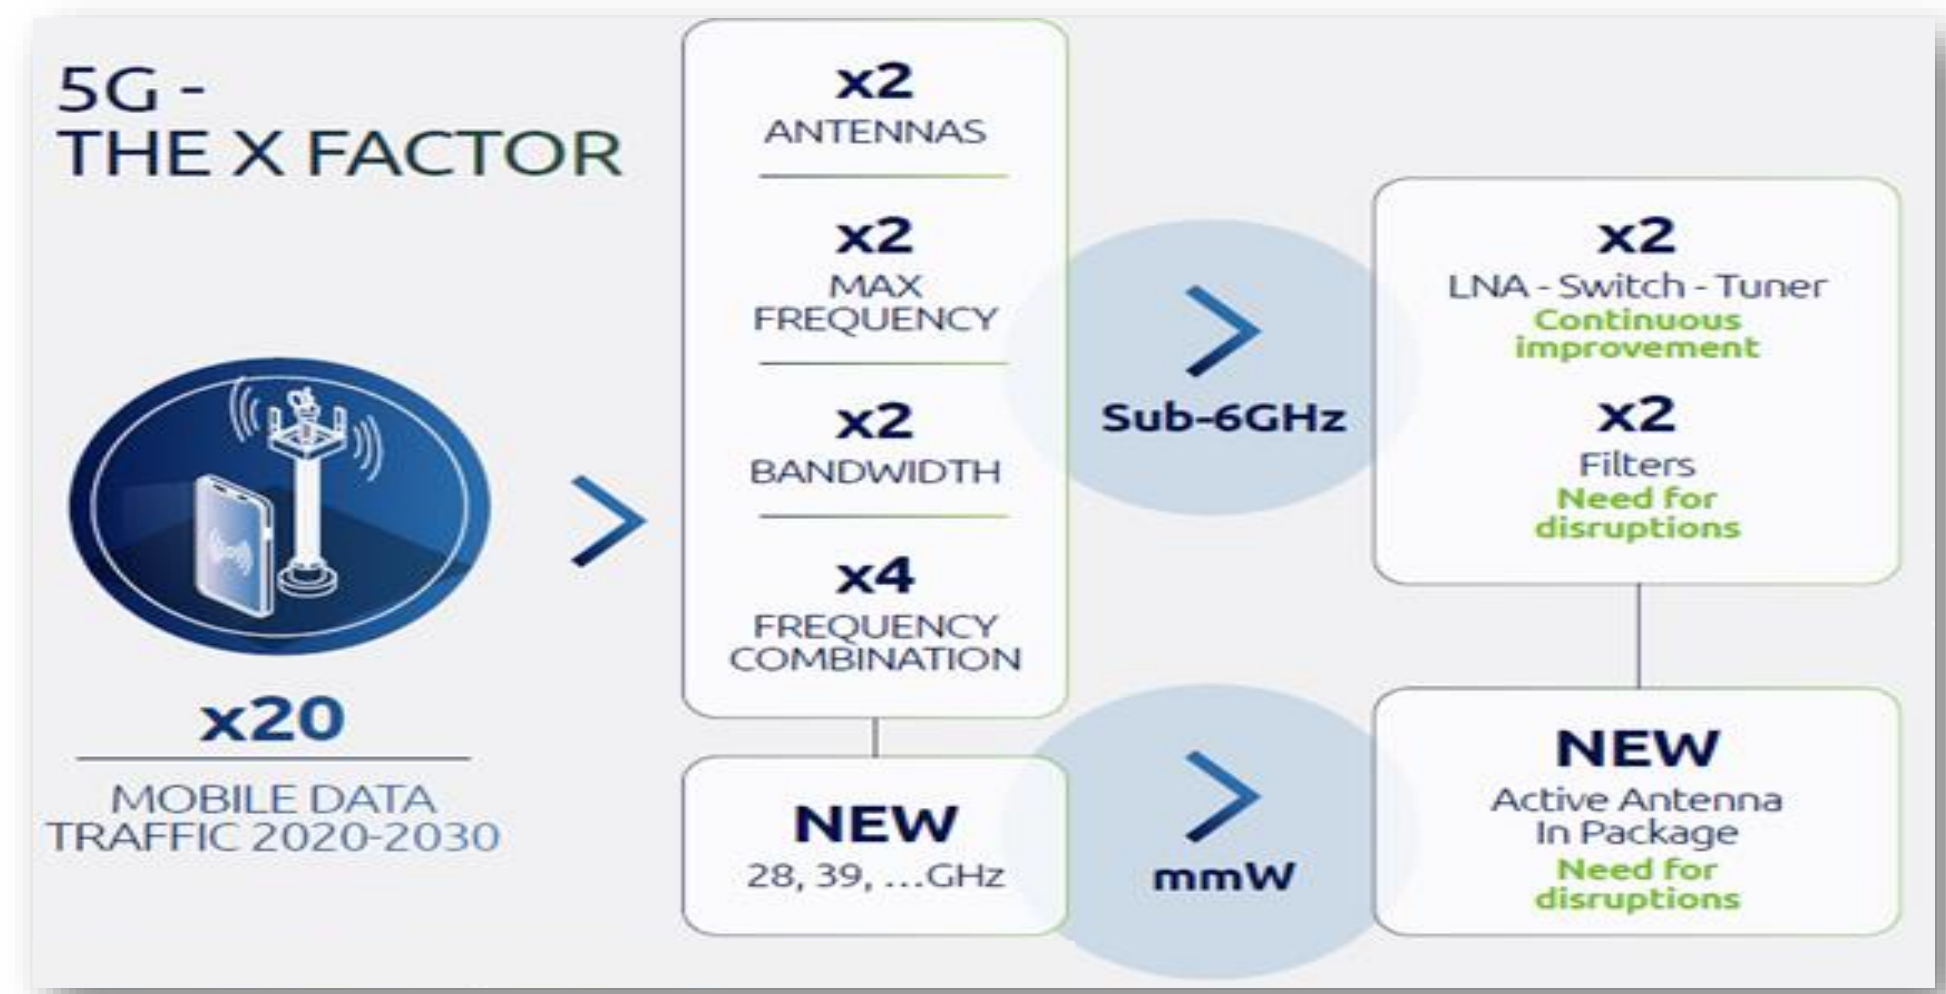 5G -
THE X FACTOR
x20
MOBILE DATA
TRAFFIC 2020-2030
x2
ANTENNAS
x2
MAX
FREQUENCY
x2
BANDWIDTH
x4
FREQUENCY
COMBINATION
NEW
28, 39, ...GHz
Sub-6GHz
mmW
x2
LNA - Switch - Tuner
Continuous
improvement
x2
Filters
Need for
disruptions
NEW
Active Antenna
In Package
Need for
disruptions